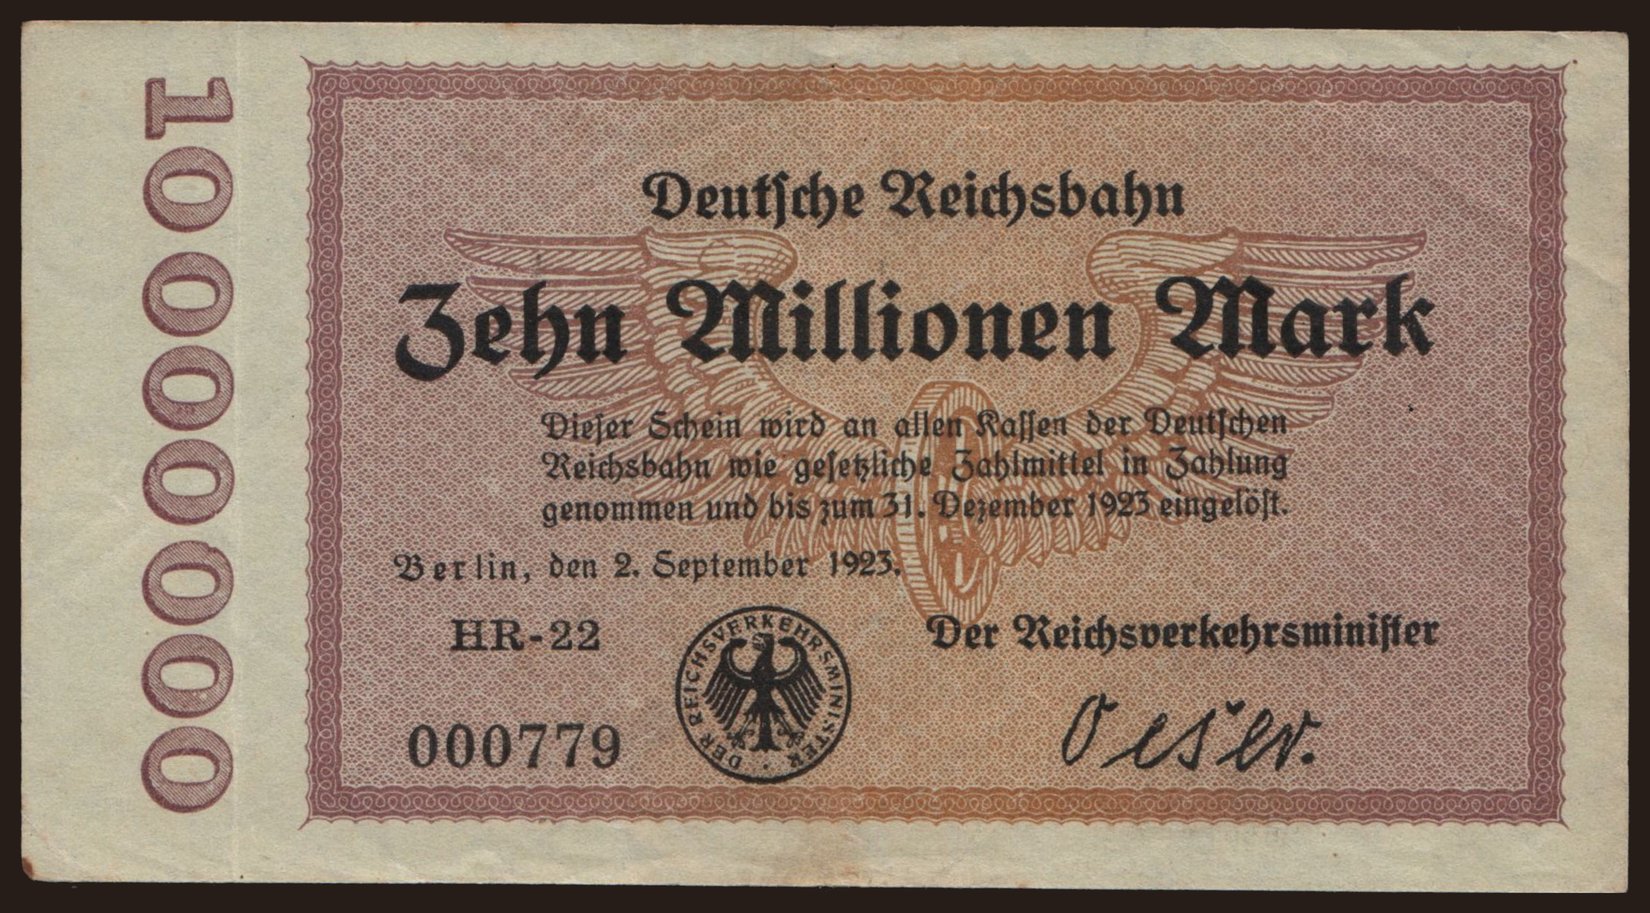 10000000
Deutsche Reichsbahn
Zehn Millionen Mark
Dieser Schein wird an allen Kassen der Deutschen
Reichsbahn wie gesetzliche Zahlmittel in Zahlung
genommen und bis zum 31. Dezember 1923 eingelöst.
Berlin, den 2. September 1923.
HR-22
Der Reichsverkehrsminister
000779
DER REICHSVERKEHRSMINISTER
Oeser.